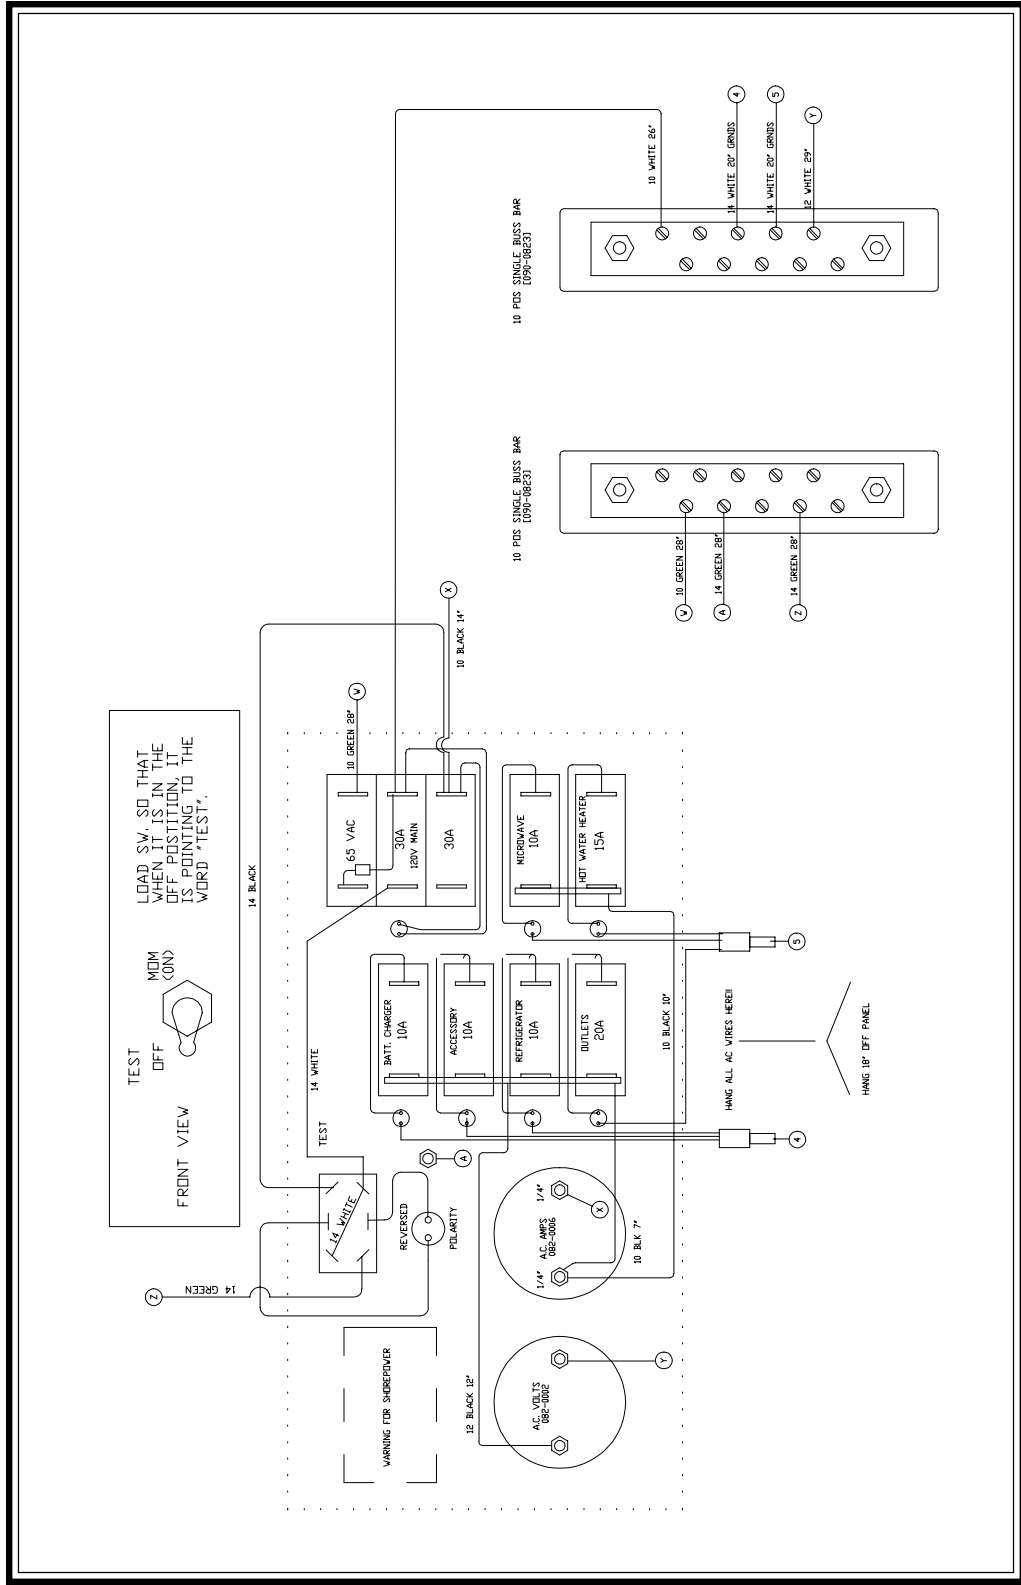 TEST
OFF
MOM
(ON)
FRONT VIEW
LOAD SW. SO THAT
WHEN IT IS IN THE
OFF POSTITION, IT
IS POINTING TO THE
WORD "TEST".
Z
14 GREEN
14 BLACK
14 WHITE
TEST
14 WHITE
REVERSED
POLARITY
A
WARNING FOR SHOREPOWER
65 VAC
30A
120V MAIN
30A
10 GREEN 28"
W
10 BLACK 14"
X
BATT. CHARGER
10A
ACCESSORY
10A
REFRIGERATOR
10A
OUTLETS
20A
MICROWAVE
10A
HOT WATER HEATER
15A
12 BLACK 12"
A.C. VOLTS
082-0002
Y
A.C. AMPS
082-0006
1/4"
1/4"
X
10 BLK 7"
10 BLACK 10"
4
5
HANG ALL AC WIRES HERE!!
HANG 18" OFF PANEL
10 POS SINGLE BUSS BAR
[090-0823]
W
10 GREEN 28"
A
14 GREEN 28"
Z
14 GREEN 28"
10 POS SINGLE BUSS BAR
[090-0823]
10 WHITE 26"
14 WHITE 20" GRNDS
4
14 WHITE 20" GRNDS
5
12 WHITE 29"
Y